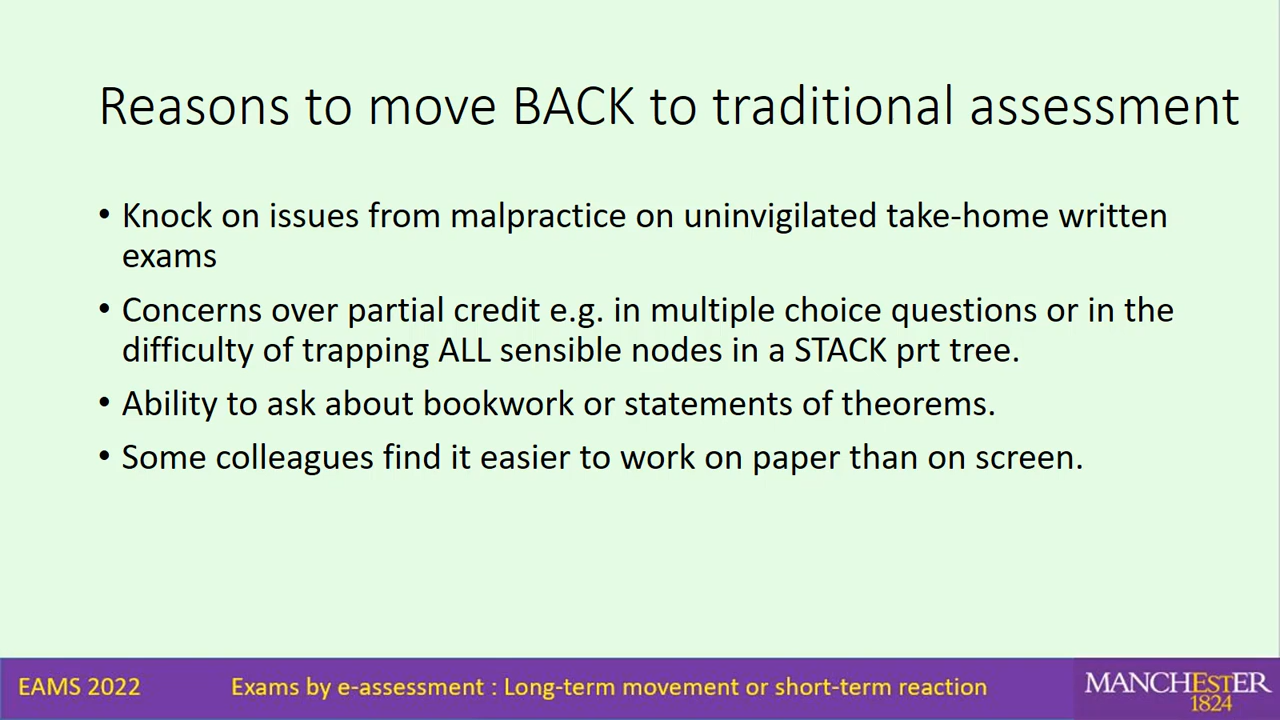 Reasons to move BACK to traditional assessment
• Knock on issues from malpractice on uninvigilated take-home written
exams
• Concerns over partial credit e.g. in multiple choice questions or in the
difficulty of trapping ALL sensible nodes in a STACK prt tree.
• Ability to ask about bookwork or statements of theorems.
• Some colleagues find it easier to work on paper than on screen.
EAMS 2022
Exams by e-assessment : Long-term movement or short-term reaction
MANCHESTER
1824